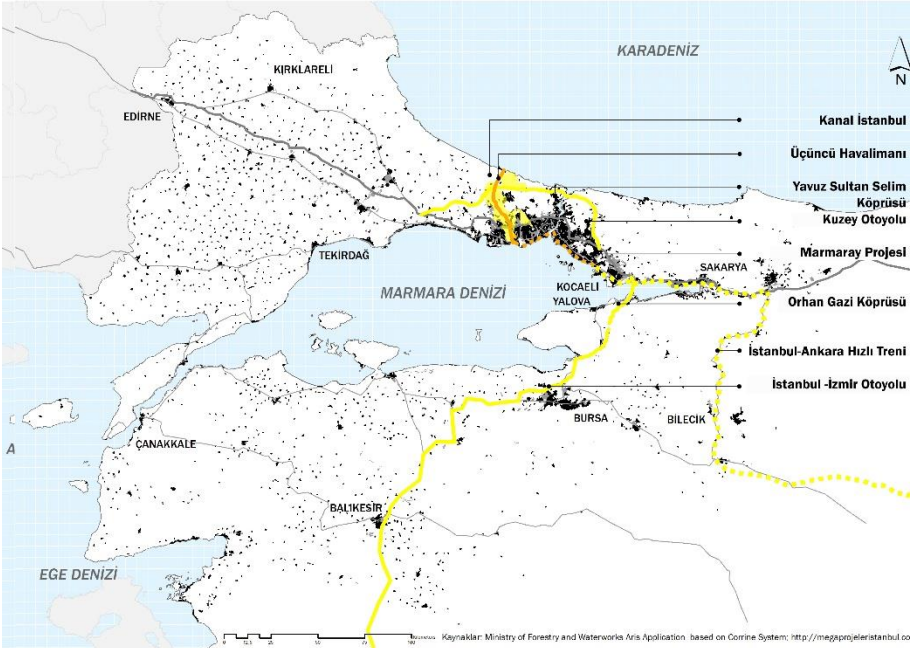 KARADENİZ
N
KIRKLARELİ
EDİRNE
Kanal İstanbul
Üçüncü Havalimanı
Yavuz Sultan Selim
Köprüsü
Kuzey Otoyolu
TEKİRDAĞ
Marmaray Projesi
SAKARYA
KOCAELİ
YALOVA
MARMARA DENİZİ
Orhan Gazi Köprüsü
İstanbul-Ankara Hızlı Treni
İstanbul -İzmir Otoyolu
BURSA
BİLECİK
ÇANAKKALE
A
BALIKESİR
EGE DENİZİ
Kaynaklar: Ministry of Forestry and Waterworks Aris Application based on Corrine System; http://megaprojeleristanbul.co